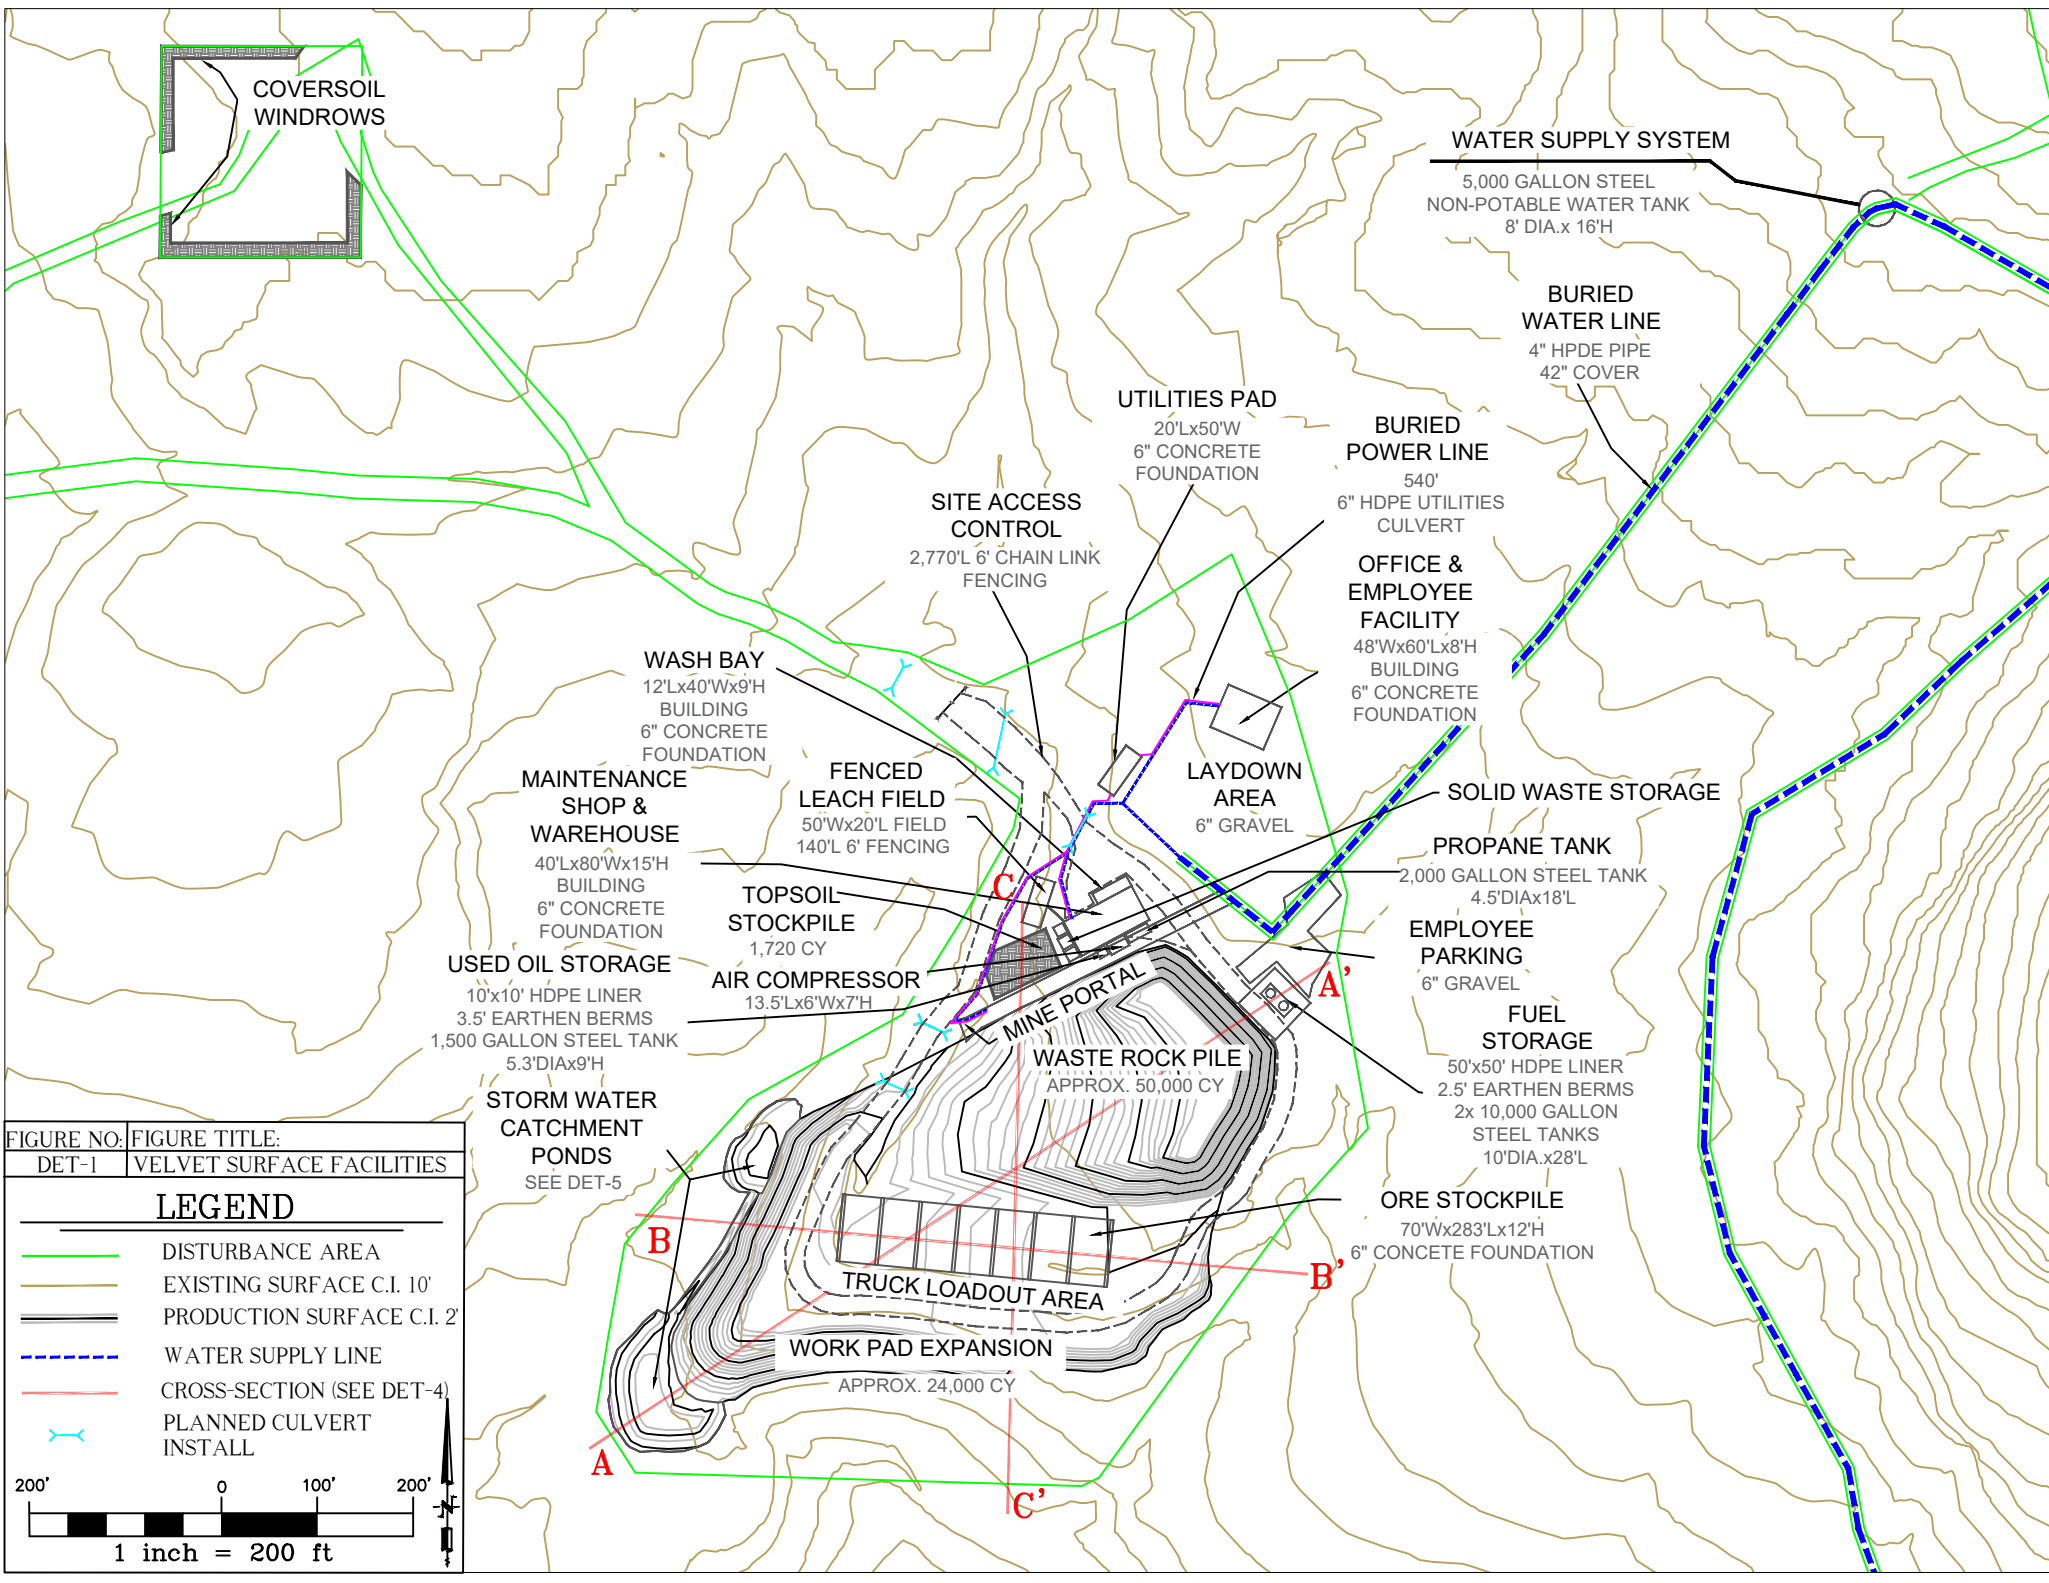 COVERSOIL
WINDROWS
WATER SUPPLY SYSTEM
5,000 GALLON STEEL
NON-POTABLE WATER TANK
8' DIA.x 16'H
BURIED
WATER LINE
4" HPDE PIPE
42" COVER
UTILITIES PAD
20'Lx50'W
6" CONCRETE
FOUNDATION
BURIED
POWER LINE
540'
6" HDPE UTILITIES
CULVERT
SITE ACCESS
CONTROL
2,770'L 6' CHAIN LINK
FENCING
OFFICE &
EMPLOYEE
FACILITY
48'Wx60'Lx8'H
BUILDING
6" CONCRETE
FOUNDATION
WASH BAY
12'Lx40'Wx9'H
BUILDING
6" CONCRETE
FOUNDATION
MAINTENANCE
SHOP &
WAREHOUSE
40'Lx80'Wx15'H
BUILDING
6" CONCRETE
FOUNDATION
FENCED
LEACH FIELD
50'Wx20'L FIELD
140'L 6' FENCING
LAYDOWN
AREA
6" GRAVEL
SOLID WASTE STORAGE
PROPANE TANK
2,000 GALLON STEEL TANK
4.5'DIAx18'L
TOPSOIL
STOCKPILE
1,720 CY
EMPLOYEE
PARKING
6" GRAVEL
USED OIL STORAGE
10'x10' HDPE LINER
3.5' EARTHEN BERMS
1,500 GALLON STEEL TANK
5.3'DIAx9'H
AIR COMPRESSOR
13.5'Lx6'Wx7'H
MINE PORTAL
C
A'
FUEL
STORAGE
50'x50' HDPE LINER
2.5' EARTHEN BERMS
2x 10,000 GALLON
STEEL TANKS
10'DIA.x28'L
WASTE ROCK PILE
APPROX. 50,000 CY
STORM WATER
CATCHMENT
PONDS
SEE DET-5
ORE STOCKPILE
70'Wx283'Lx12'H
6" CONCETE FOUNDATION
B
B'
TRUCK LOADOUT AREA
WORK PAD EXPANSION
APPROX. 24,000 CY
A
C'
FIGURE NO: FIGURE TITLE:
DET-1 VELVET SURFACE FACILITIES
LEGEND
DISTURBANCE AREA
EXISTING SURFACE C.I. 10'
PRODUCTION SURFACE C.I. 2'
WATER SUPPLY LINE
CROSS-SECTION (SEE DET-4)
PLANNED CULVERT
INSTALL
200' 0 100' 200'
N
1 inch = 200 ft